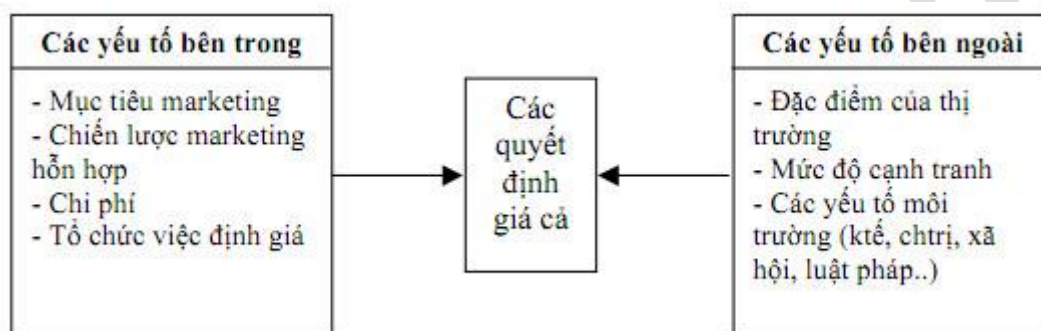 Các yếu tố bên trong
- Mục tiêu marketing
- Chiến lược marketing
hỗn hợp
- Chi phí
- Tổ chức việc định giá
Các
quyết
định
giá cả
Các yếu tố bên ngoài
- Đặc điểm của thị
trường
- Mức độ cạnh tranh
- Các yếu tố môi
trường (ktế, chtrị, xã
hội, luật pháp..)